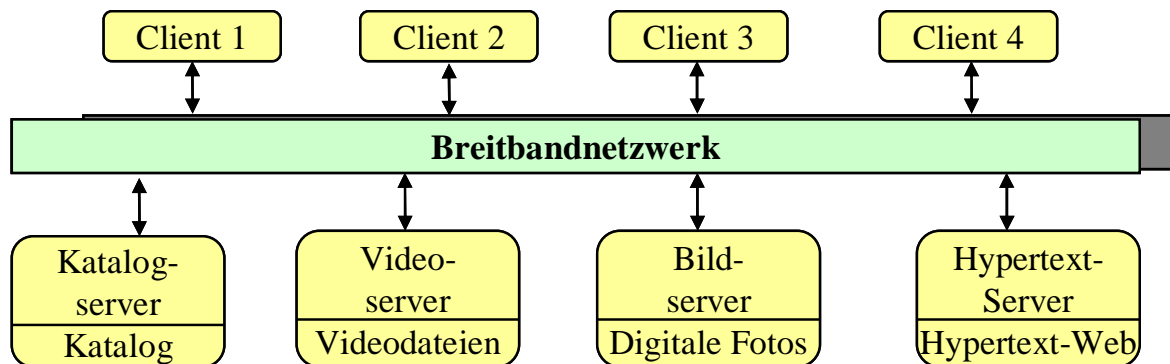 Client 1
Client 2
Client 3
Client 4
Breitbandnetzwerk
Katalog-
server
Katalog
Video-
server
Videodateien
Bild-
server
Digitale Fotos
Hypertext-
Server
Hypertext-Web